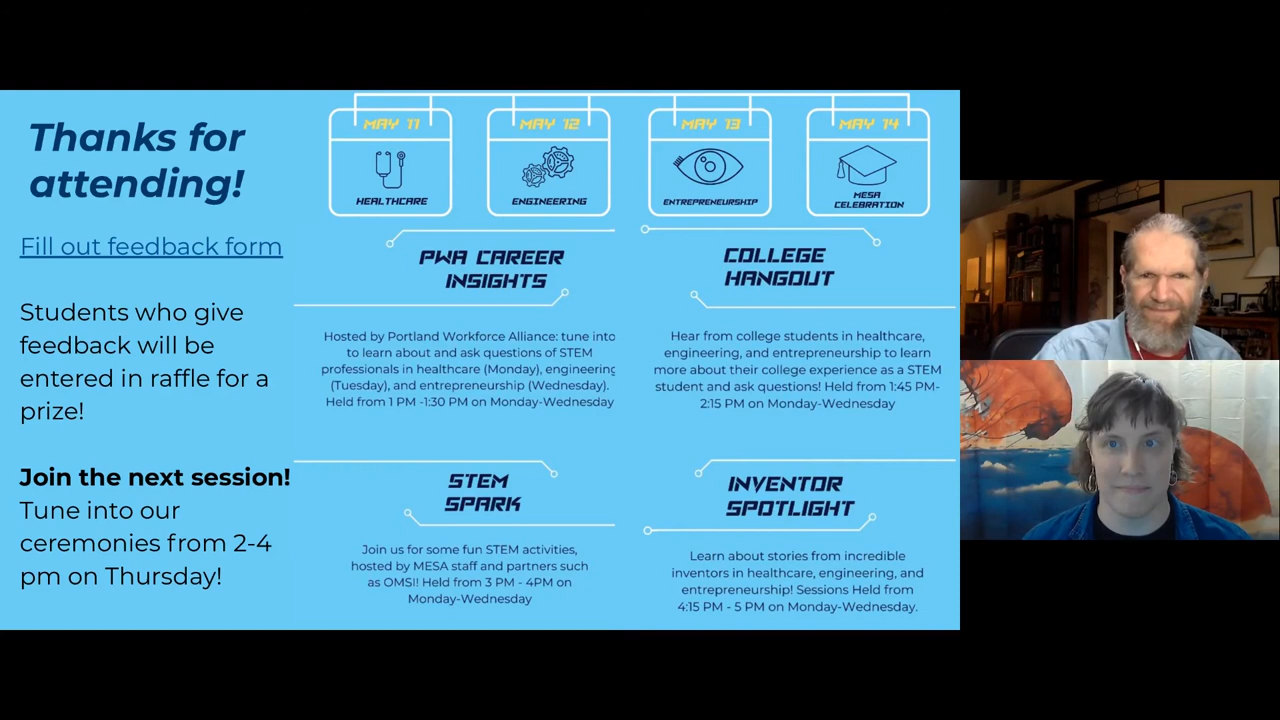 Thanks for
attending!
Fill out feedback form
Students who give
feedback will be
entered in raffle for a
prize!
Join the next session!
Tune into our
ceremonies from 2-4
pm on Thursday!
MAY 11
HEALTHCARE
MAY 12
ENGINEERING
MAY 13
ENTREPRENEURSHIP
MAY 14
MESA
CELEBRATION
PWA CAREER
INSIGHTS
Hosted by Portland Workforce Alliance: tune into
to learn about and ask questions of STEM
professionals in healthcare (Monday), engineering
(Tuesday), and entrepreneurship (Wednesday).
Held from 1 PM -1:30 PM on Monday-Wednesday
COLLEGE
HANGOUT
Hear from college students in healthcare,
engineering, and entrepreneurship to learn
more about their college experience as a STEM
student and ask questions! Held from 1:45 PM-
2:15 PM on Monday-Wednesday
STEM
SPARK
Join us for some fun STEM activities,
hosted by MESA staff and partners such
as OMSI! Held from 3 PM - 4PM on
Monday-Wednesday
INVENTOR
SPOTLIGHT
Learn about stories from incredible
inventors in healthcare, engineering, and
entrepreneurship! Sessions Held from
4:15 PM - 5 PM on Monday-Wednesday.